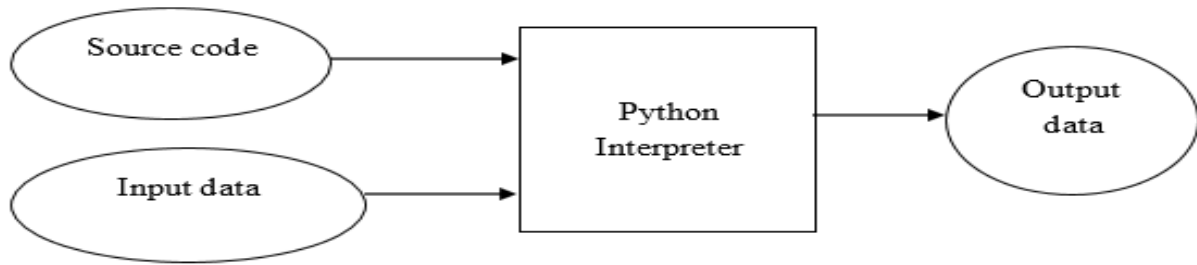 Source code
Input data
Python
Interpreter
Output
data